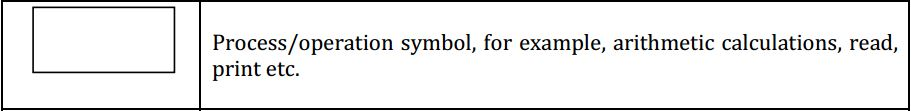 Process/operation symbol, for example, arithmetic calculations, read,
print etc.